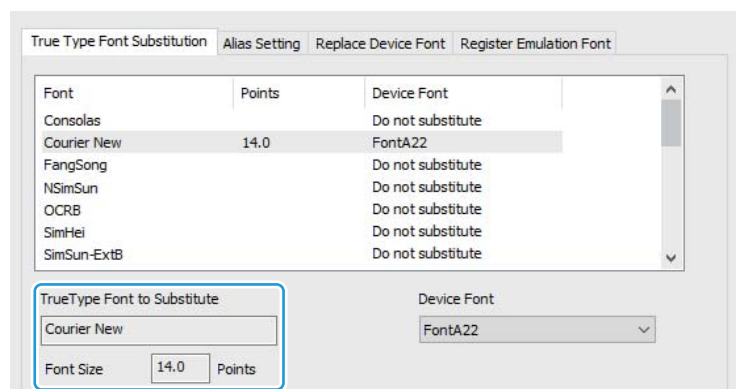 True Type Font Substitution Alias Setting Replace Device Font Register Emulation Font
Font Points Device Font
Consolas Do not substitute
Courier New 14.0 FontA22
FangSong Do not substitute
NSimSun Do not substitute
OCRB Do not substitute
SimHei Do not substitute
SimSun-ExtB Do not substitute
TrueType Font to Substitute Device Font
Courier New FontA22
Font Size 14.0 Points